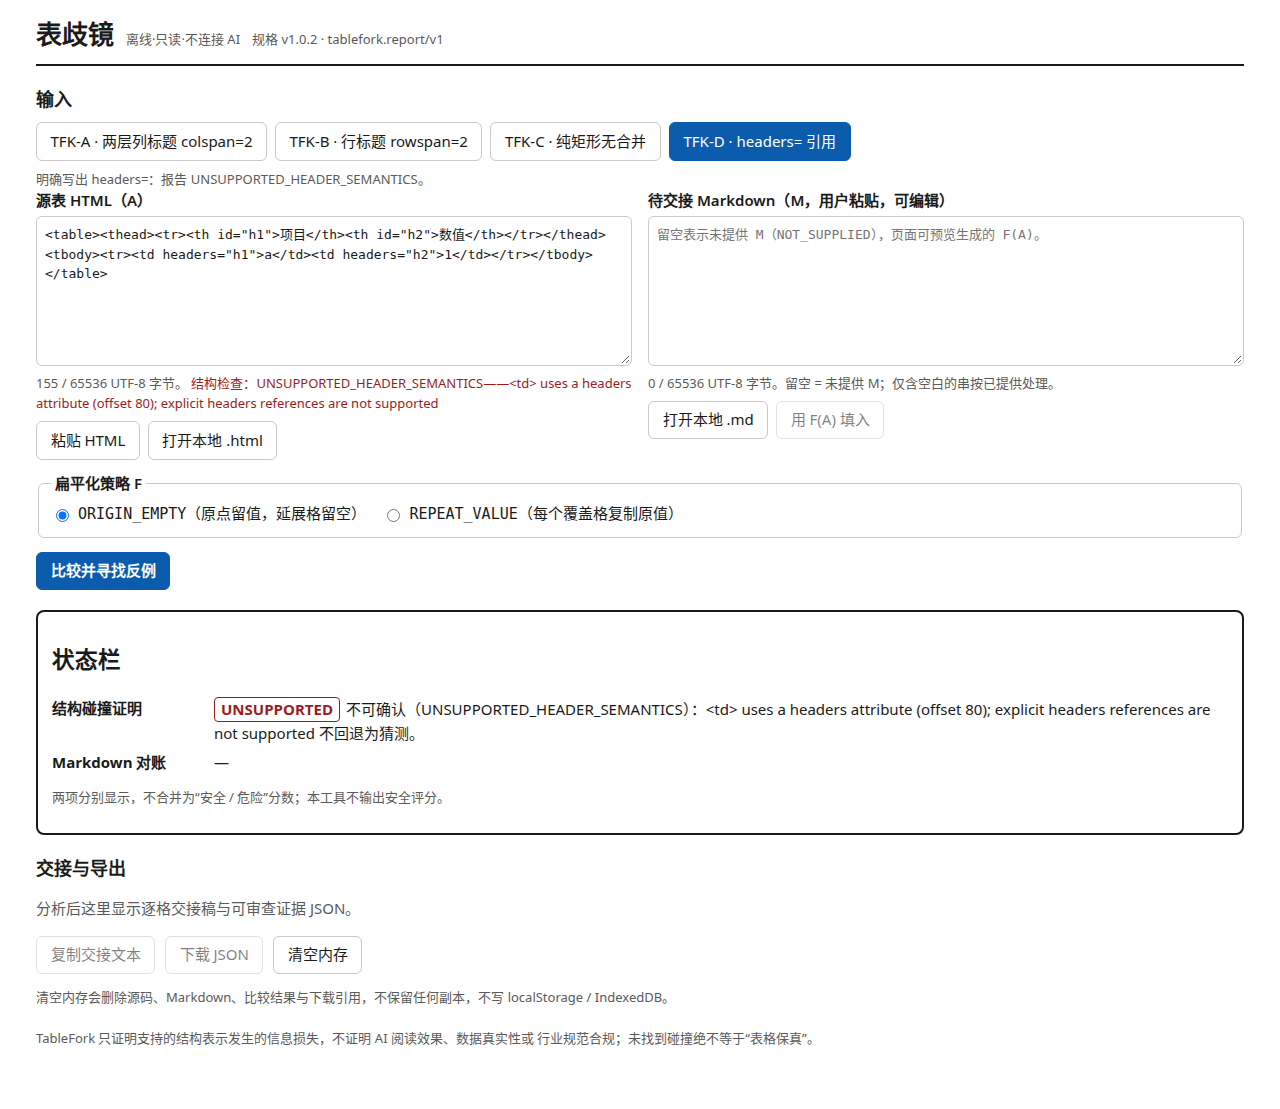 表歧镜 离线·只读·不连接 AI 规格 v1.0.2 · tablefork.report/v1
输入
TFK-A · 两层列标题 colspan=2 TFK-B · 行标题 rowspan=2 TFK-C · 纯矩形无合并 TFK-D · headers= 引用
明确写出 headers=：报告 UNSUPPORTED_HEADER_SEMANTICS。
源表 HTML（A）
<table><thead><tr><th id="h1">项目</th><th id="h2">数值</th></tr></thead>
<tbody><tr><td headers="h1">a</td><td headers="h2">1</td></tr></tbody>
</table>
155 / 65536 UTF-8 字节。 结构检查：UNSUPPORTED_HEADER_SEMANTICS——<td> uses a headers
attribute (offset 80); explicit headers references are not supported
粘贴 HTML 打开本地 .html
待交接 Markdown（M，用户粘贴，可编辑）
留空表示未提供 M（NOT_SUPPLIED），页面可预览生成的 F(A)。
0 / 65536 UTF-8 字节。留空 = 未提供 M；仅含空白的串按已提供处理。
打开本地 .md 用 F(A) 填入
扁平化策略 F
ORIGIN_EMPTY（原点留值，延展格留空） REPEAT_VALUE（每个覆盖格复制原值）
比较并寻找反例
状态栏
结构碰撞证明 UNSUPPORTED 不可确认（UNSUPPORTED_HEADER_SEMANTICS）：<td> uses a headers attribute (offset 80); explicit headers references are
not supported 不回退为猜测。
Markdown 对账 —
两项分别显示，不合并为“安全 / 危险”分数；本工具不输出安全评分。
交接与导出
分析后这里显示逐格交接稿与可审查证据 JSON。
复制交接文本 下载 JSON 清空内存
清空内存会删除源码、Markdown、比较结果与下载引用，不保留任何副本，不写 localStorage / IndexedDB。
TableFork 只证明支持的结构表示发生的信息损失，不证明 AI 阅读效果、数据真实性或 行业规范合规；未找到碰撞绝不等于“表格保真”。